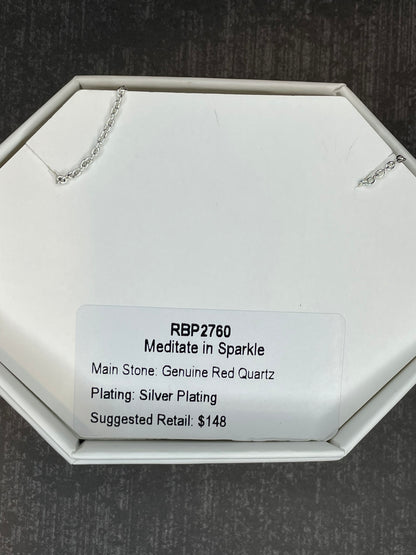 RBP2760
Meditate in Sparkle
Main Stone: Genuine Red Quartz
Plating: Silver Plating
Suggested Retail: $148